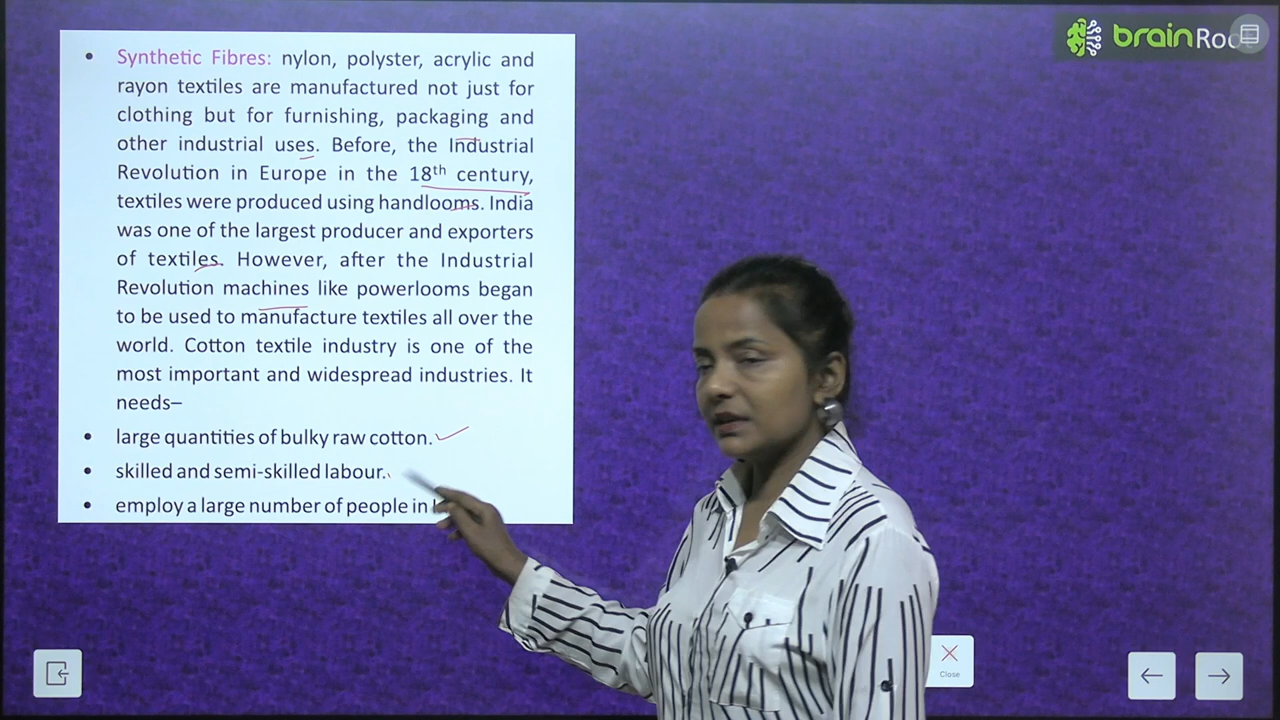 brainRo
• Synthetic Fibres: nylon, polyster, acrylic and
rayon textiles are manufactured not just for
clothing but for furnishing, packaging and
other industrial uses. Before, the Industrial
Revolution in Europe in the 18th century,
textiles were produced using handlooms. India
was one of the largest producer and exporters
of textiles. However, after the Industrial
Revolution machines like powerlooms began
to be used to manufacture textiles all over the
world. Cotton textile industry is one of the
most important and widespread industries. It
needs–
• large quantities of bulky raw cotton.
• skilled and semi-skilled labour.
• employ a large number of people in
Close